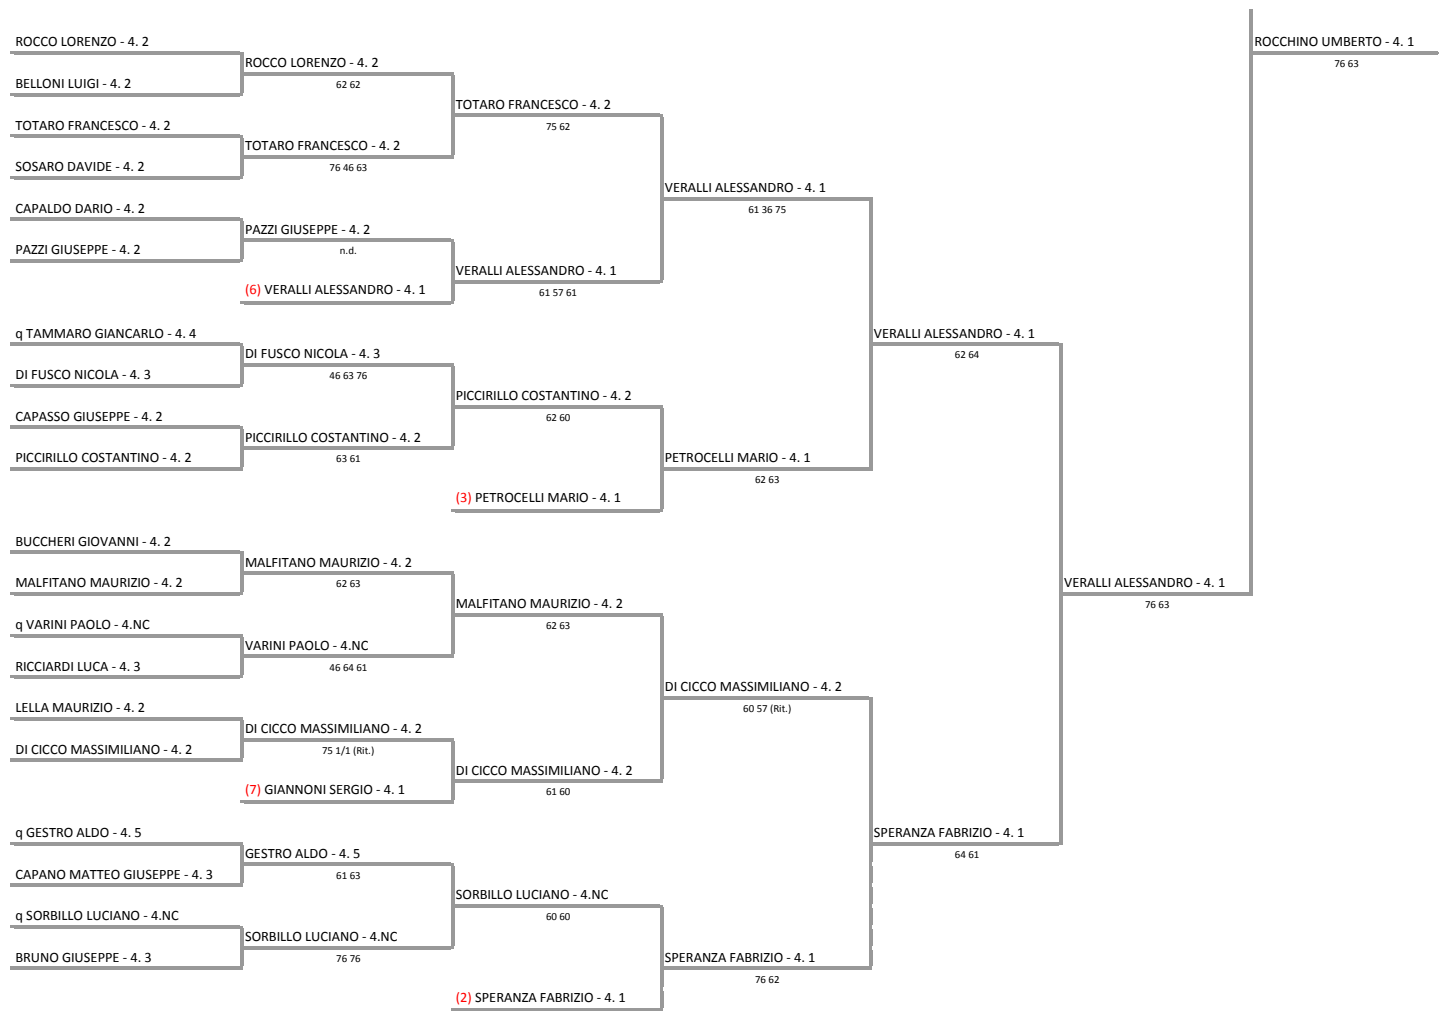 ROCCO LORENZO - 4. 2
ROCCHINO UMBERTO - 4. 1
ROCCO LORENZO - 4. 2
76 63
BELLONI LUIGI - 4. 2
62 62
TOTARO FRANCESCO - 4. 2
TOTARO FRANCESCO - 4. 2
75 62
TOTARO FRANCESCO - 4. 2
SOSARO DAVIDE - 4. 2
76 46 63
VERALLI ALESSANDRO - 4. 1
CAPALDO DARIO - 4. 2
61 36 75
PAZZI GIUSEPPE - 4. 2
PAZZI GIUSEPPE - 4. 2
n.d.
VERALLI ALESSANDRO - 4. 1
(6) VERALLI ALESSANDRO - 4. 1
61 57 61
q TAMMARO GIANCARLO - 4. 4
VERALLI ALESSANDRO - 4. 1
DI FUSCO NICOLA - 4. 3
62 64
DI FUSCO NICOLA - 4. 3
46 63 76
PICCIRILLO COSTANTINO - 4. 2
CAPASSO GIUSEPPE - 4. 2
62 60
PICCIRILLO COSTANTINO - 4. 2
PICCIRILLO COSTANTINO - 4. 2
63 61
PETROCELLI MARIO - 4. 1
62 63
(3) PETROCELLI MARIO - 4. 1
BUCCHERI GIOVANNI - 4. 2
MALFITANO MAURIZIO - 4. 2
MALFITANO MAURIZIO - 4. 2
62 63
VERALLI ALESSANDRO - 4. 1
MALFITANO MAURIZIO - 4. 2
76 63
q VARINI PAOLO - 4.NC
62 63
VARINI PAOLO - 4.NC
RICCIARDI LUCA - 4. 3
46 64 61
DI CICCO MASSIMILIANO - 4. 2
LELLA MAURIZIO - 4. 2
60 57 (Rit.)
DI CICCO MASSIMILIANO - 4. 2
DI CICCO MASSIMILIANO - 4. 2
75 1/1 (Rit.)
DI CICCO MASSIMILIANO - 4. 2
(7) GIANNONI SERGIO - 4. 1
61 60
q GESTRO ALDO - 4. 5
SPERANZA FABRIZIO - 4. 1
GESTRO ALDO - 4. 5
64 61
CAPANO MATTEO GIUSEPPE - 4. 3
61 63
SORBILLO LUCIANO - 4.NC
q SORBILLO LUCIANO - 4.NC
60 60
SORBILLO LUCIANO - 4.NC
BRUNO GIUSEPPE - 4. 3
76 76
SPERANZA FABRIZIO - 4. 1
76 62
(2) SPERANZA FABRIZIO - 4. 1